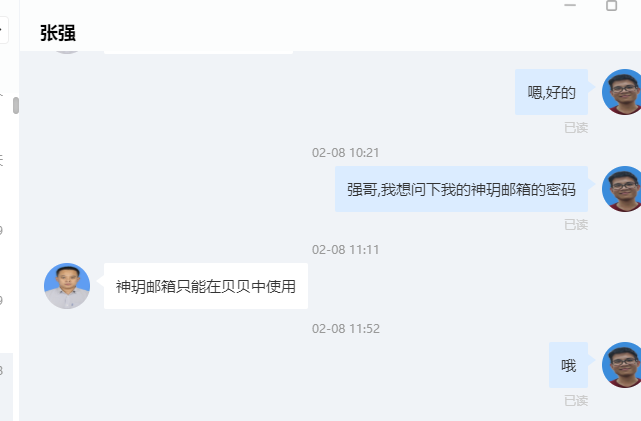 张强
嗯,好的
已读
02-08 10:21
强哥,我想问下我的神玥邮箱的密码
已读
02-08 11:11
神玥邮箱只能在贝贝中使用
02-08 11:52
哦
已读